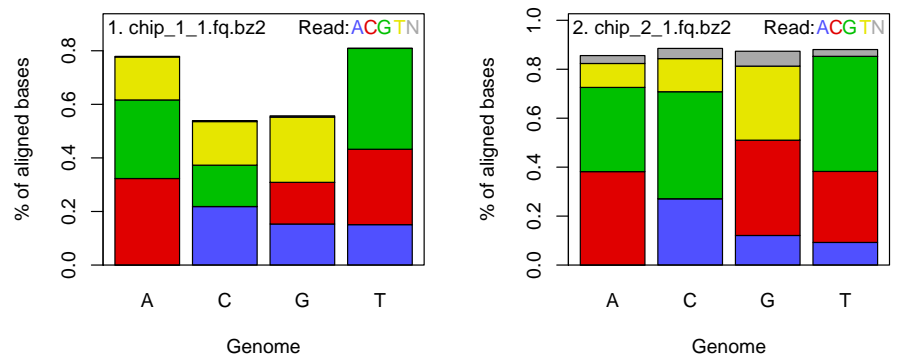 1. chip_1_1.fq.bz2 Read:ACGTN
% of aligned bases
0.8
0.6
0.4
0.2
0.0
A C G T
Genome
2. chip_2_1.fq.bz2 Read:ACGTN
% of aligned bases
1.0
0.8
0.6
0.4
0.2
0.0
A C G T
Genome